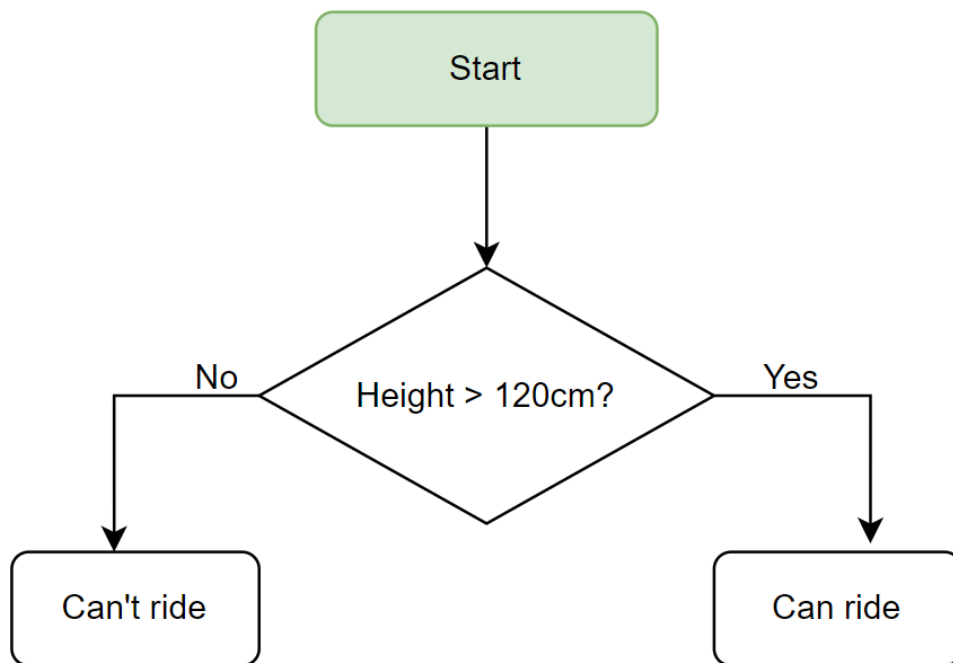 Start
Height > 120cm?
No
Yes
Can't ride
Can ride